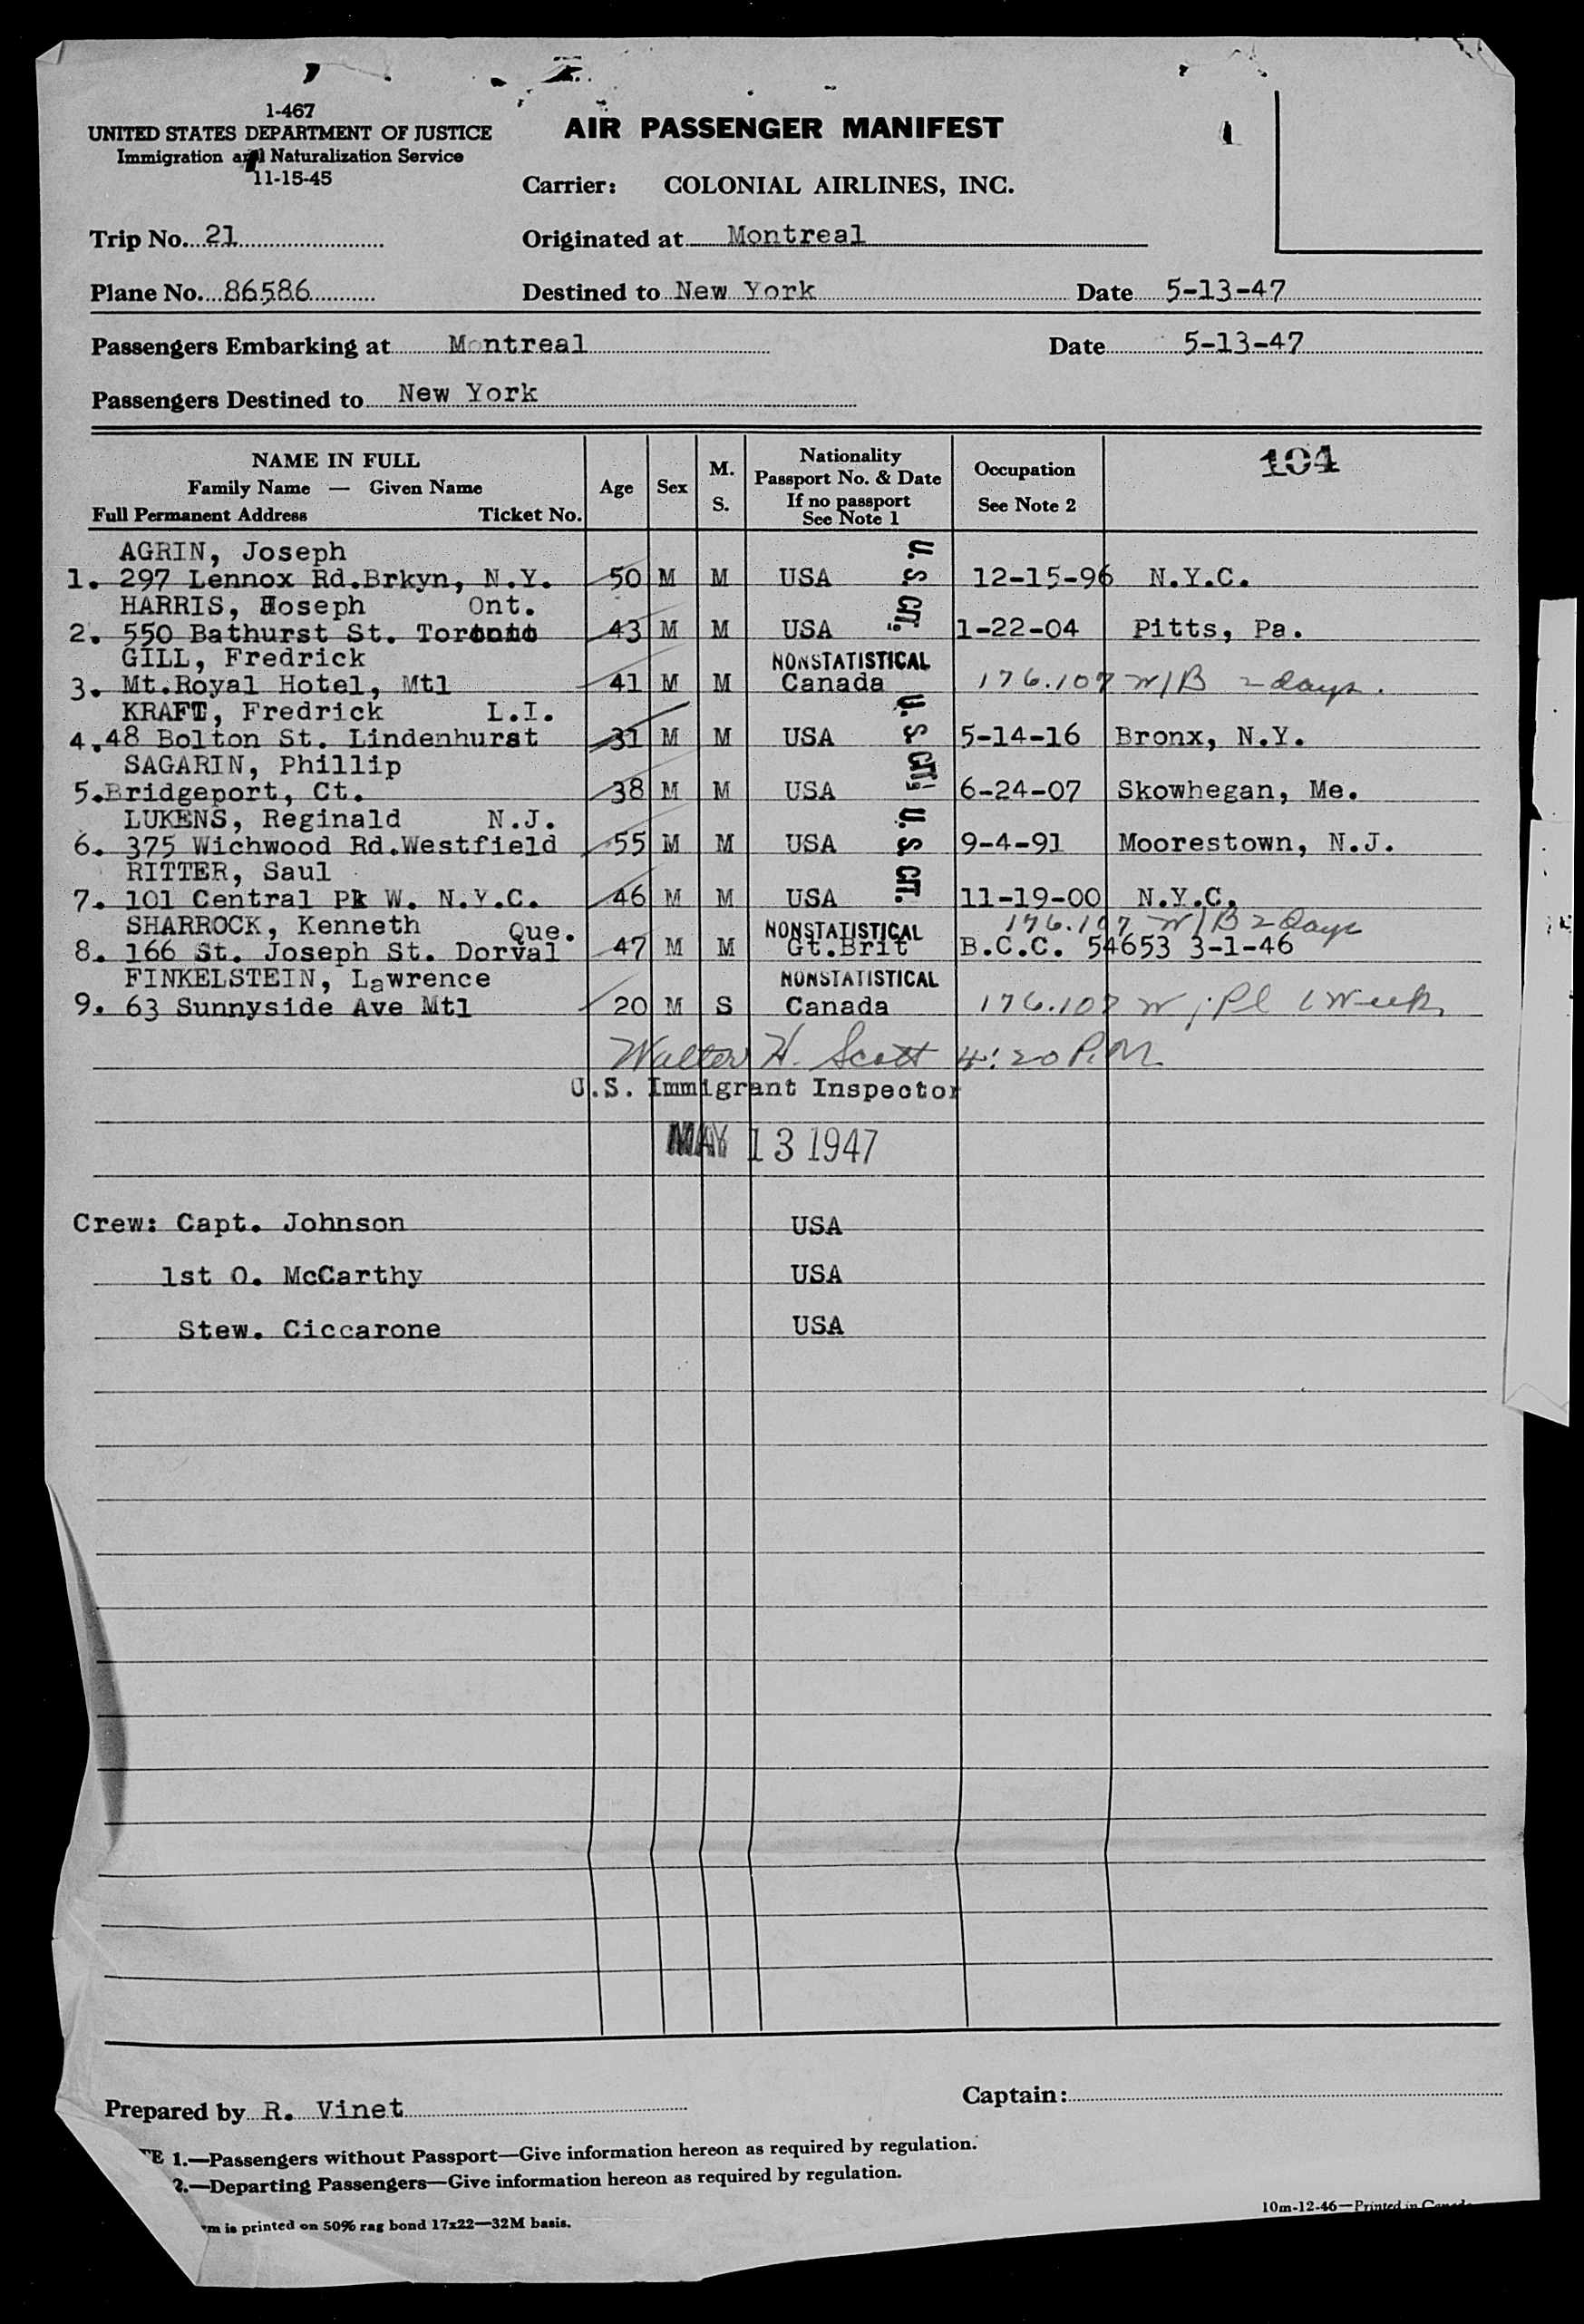 1-467
UNITED STATES DEPARTMENT OF JUSTICE
Immigration and Naturalization Service
11-15-45
AIR PASSENGER MANIFEST
Carrier: COLONIAL AIRLINES, INC.
Trip No. 21 Originated at Montreal
Plane No. 86586 Destined to New York Date 5-13-47
Passengers Embarking at Montreal Date 5-13-47
Passengers Destined to New York
NAME IN FULL
Family Name — Given Name
Full Permanent Address Ticket No.
Age
Sex
M.
S.
Nationality
Passport No. & Date
If no passport
See Note 1
Occupation
See Note 2
104
AGRIN, Joseph
1. 297 Lennox Rd.Brkyn, N.Y. 50 M M USA U.S CIT. 12-15-96 N.Y.C.
HARRIS, Joseph Ont.
2. 550 Bathurst St. Toronto 43 M M USA 1-22-04 Pitts, Pa.
GILL, Fredrick NONSTATISTICAL
3. Mt.Royal Hotel, Mtl 41 M M Canada 176.107 W/B 2 days.
KRAFT, Fredrick L.I.
4. 48 Bolton St. Lindenhurst 31 M M USA U.S CIT. 5-14-16 Bronx, N.Y.
SAGARIN, Phillip
5. Bridgeport, Ct. 38 M M USA 6-24-07 Skowhegan, Me.
LUKENS, Reginald N.J.
6. 375 Wichwood Rd.Westfield 55 M M USA U.S CIT. 9-4-91 Moorestown, N.J.
RITTER, Saul
7. 101 Central Pk W. N.Y.C. 46 M M USA 11-19-00 N.Y.C.
SHARROCK, Kenneth Que. NONSTATISTICAL 176.107 W/B 2 days
8. 166 St. Joseph St. Dorval 47 M M Gt.Brit B.C.C. 54653 3-1-46
FINKELSTEIN, Lawrence NONSTATISTICAL
9. 63 Sunnyside Ave Mtl 20 M S Canada 176.107 W/Pl 1 Week
Walter H. Scott 4:20 P.M.
U.S. Immigrant Inspector
MAY 13 1947
Crew: Capt. Johnson USA
1st O. McCarthy USA
Stew. Ciccarone USA
Prepared by R. Vinet Captain:
TE 1.—Passengers without Passport—Give information hereon as required by regulation.
2.—Departing Passengers—Give information hereon as required by regulation.
m is printed on 50% rag bond 17x22—32M basis.
10m-12-46—Printed in Canada